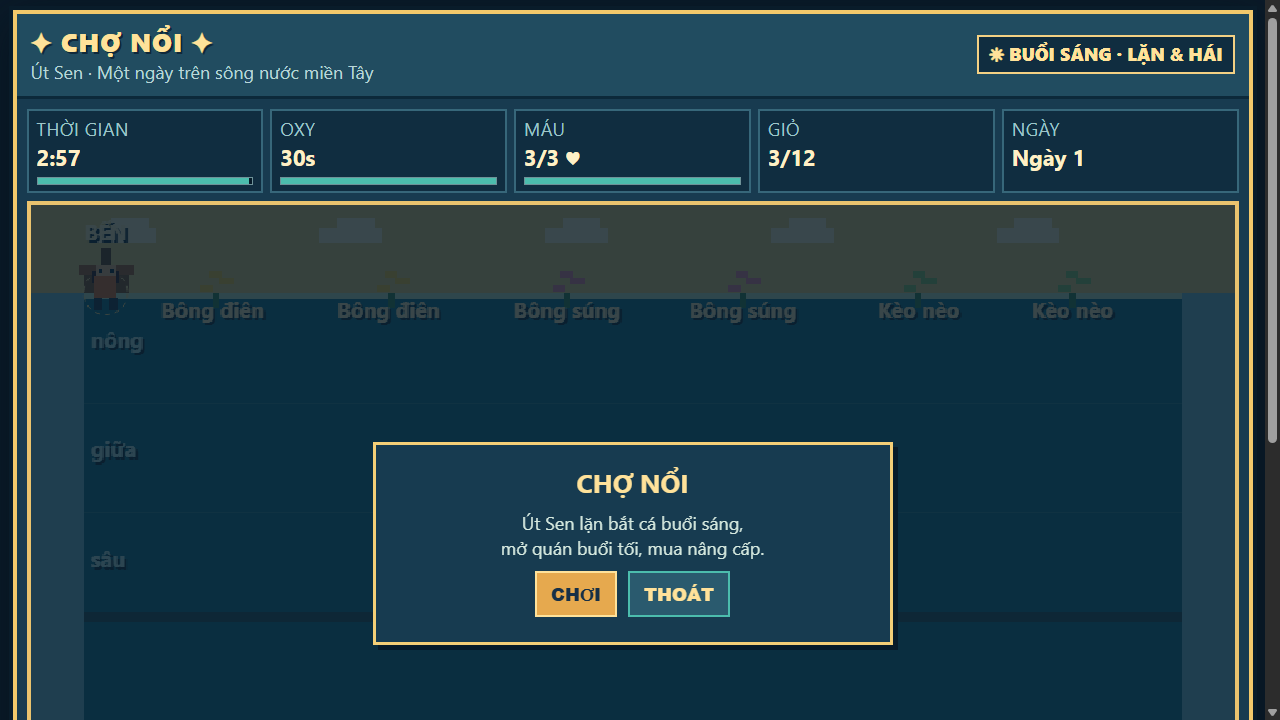 ✦ CHỢ NỔI ✦
Út Sen · Một ngày trên sông nước miền Tây
☀ BUỔI SÁNG · LẶN & HÁI
THỜI GIAN
2:57
OXY
30s
MÁU
3/3 ♥
GIỎ
3/12
NGÀY
Ngày 1
BẾN
Bông điên
Bông điên
Bông súng
Bông súng
Kèo nèo
Kèo nèo
nông
giữa
sâu
CHỢ NỔI
Út Sen lặn bắt cá buổi sáng,
mở quán buổi tối, mua nâng cấp.
CHƠI
THOÁT